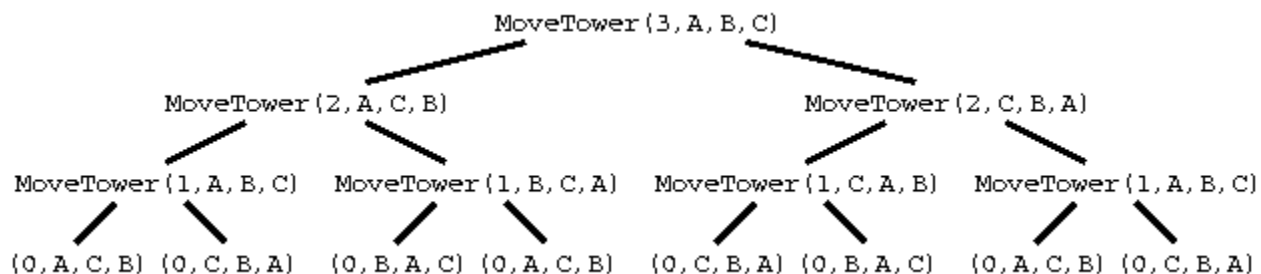 MoveTower(3,A,B,C)
MoveTower(2,A,C,B) MoveTower(2,C,B,A)
MoveTower(1,A,B,C) MoveTower(1,B,C,A) MoveTower(1,C,A,B) MoveTower(1,A,B,C)
(0,A,C,B) (0,C,B,A) (0,B,A,C) (0,A,C,B) (0,C,B,A) (0,B,A,C) (0,A,C,B) (0,C,B,A)